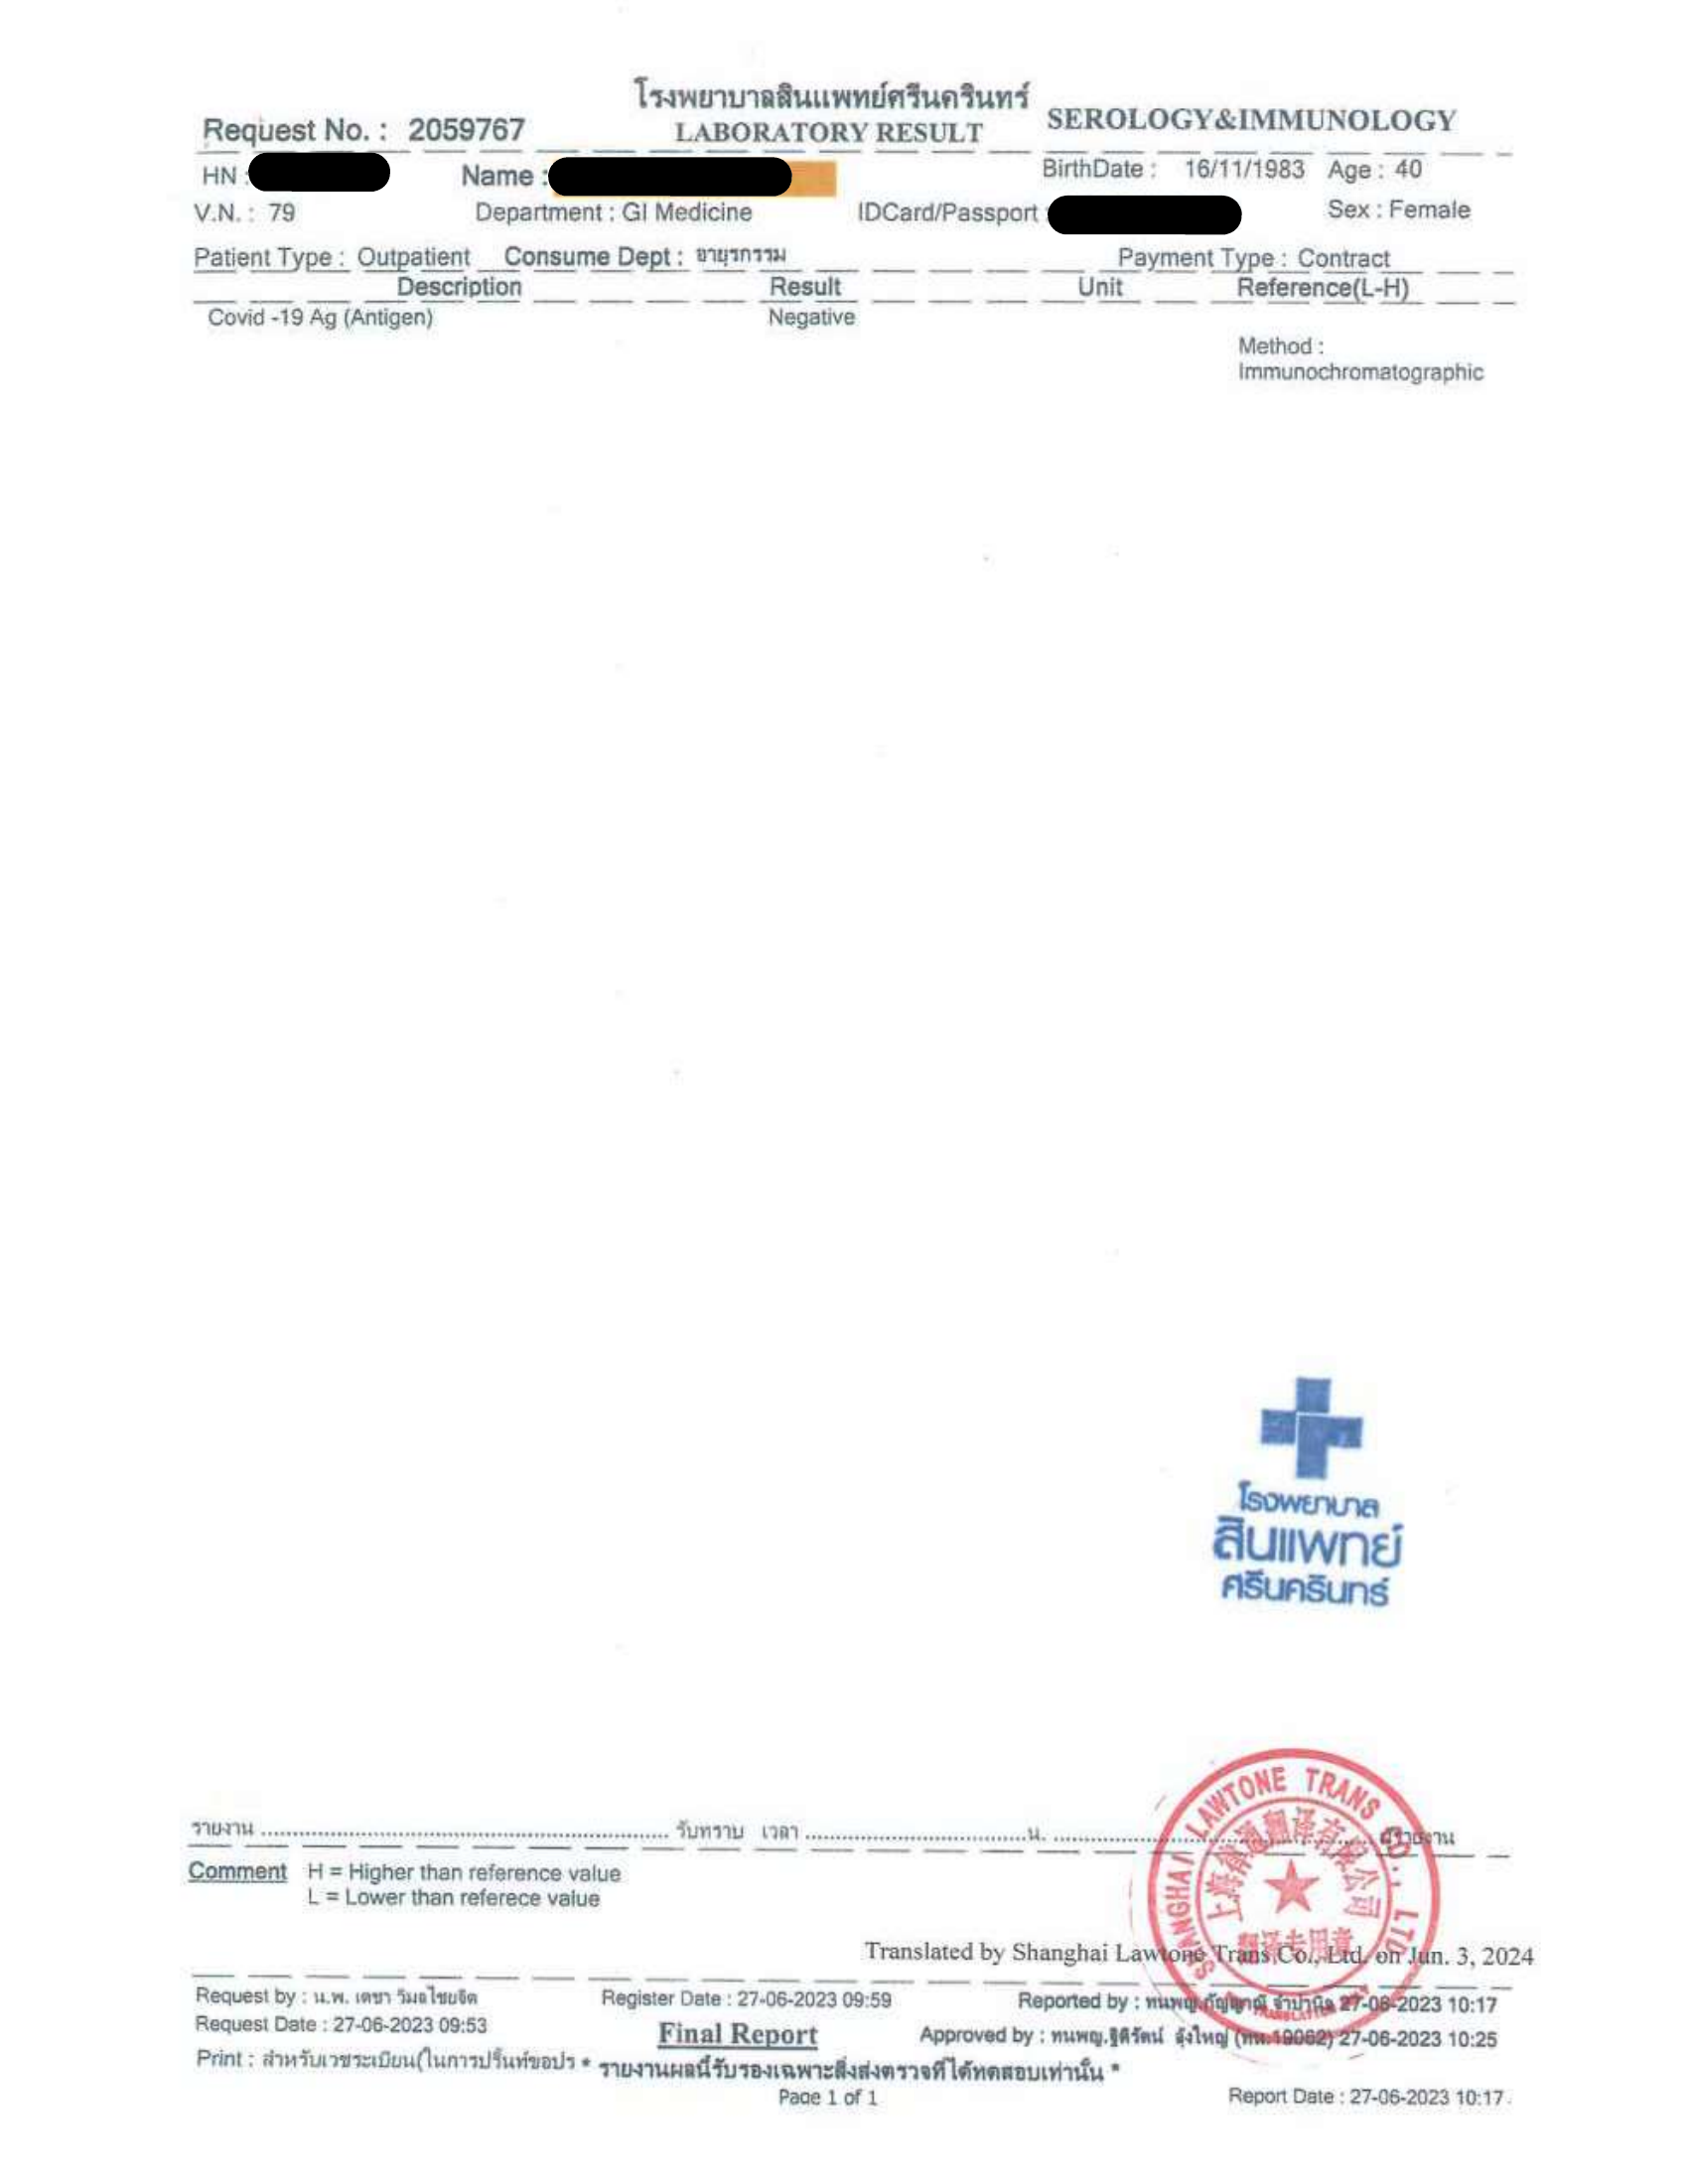 โรงพยาบาลสินแพทย์ศรีนครินทร์
Request No. : 2059767 LABORATORY RESULT SEROLOGY&IMMUNOLOGY
HN : Name : BirthDate : 16/11/1983 Age : 40
V.N. : 79 Department : GI Medicine IDCard/Passport : Sex : Female
Patient Type : Outpatient Consume Dept : อายุรกรรม Payment Type : Contract
Description Result Unit Reference(L-H)
Covid -19 Ag (Antigen) Negative
Method :
Immunochromatographic
โรงพยาบาล
สินแพทย์
ศรีนครินทร์
รายงาน ........ รับทราบ เวลา ........น. ........ ผู้รายงาน
Comment H = Higher than reference value
L = Lower than referece value
SHANGHAI LAWTONE TRANS CO., LTD.
上海 通翻译有限公司
翻译专用章
Translated by Shanghai Lawtone Trans Co., Ltd. on Jun. 3, 2024
Request by : น.พ. เดชา วิมลไชยจิต Register Date : 27-06-2023 09:59 Reported by : ทนพญ. 27-06-2023 10:17
Request Date : 27-06-2023 09:53 Final Report Approved by : ทนพญ.ฐิติรัตน์ อุ้งใหญ่ (ทน.19062) 27-06-2023 10:25
Print : สำหรับเวชระเบียน(ในการปริ้นท์ขอปร * รายงานผลนี้รับรองเฉพาะสิ่งส่งตรวจที่ได้ทดสอบเท่านั้น *
Page 1 of 1 Report Date : 27-06-2023 10:17